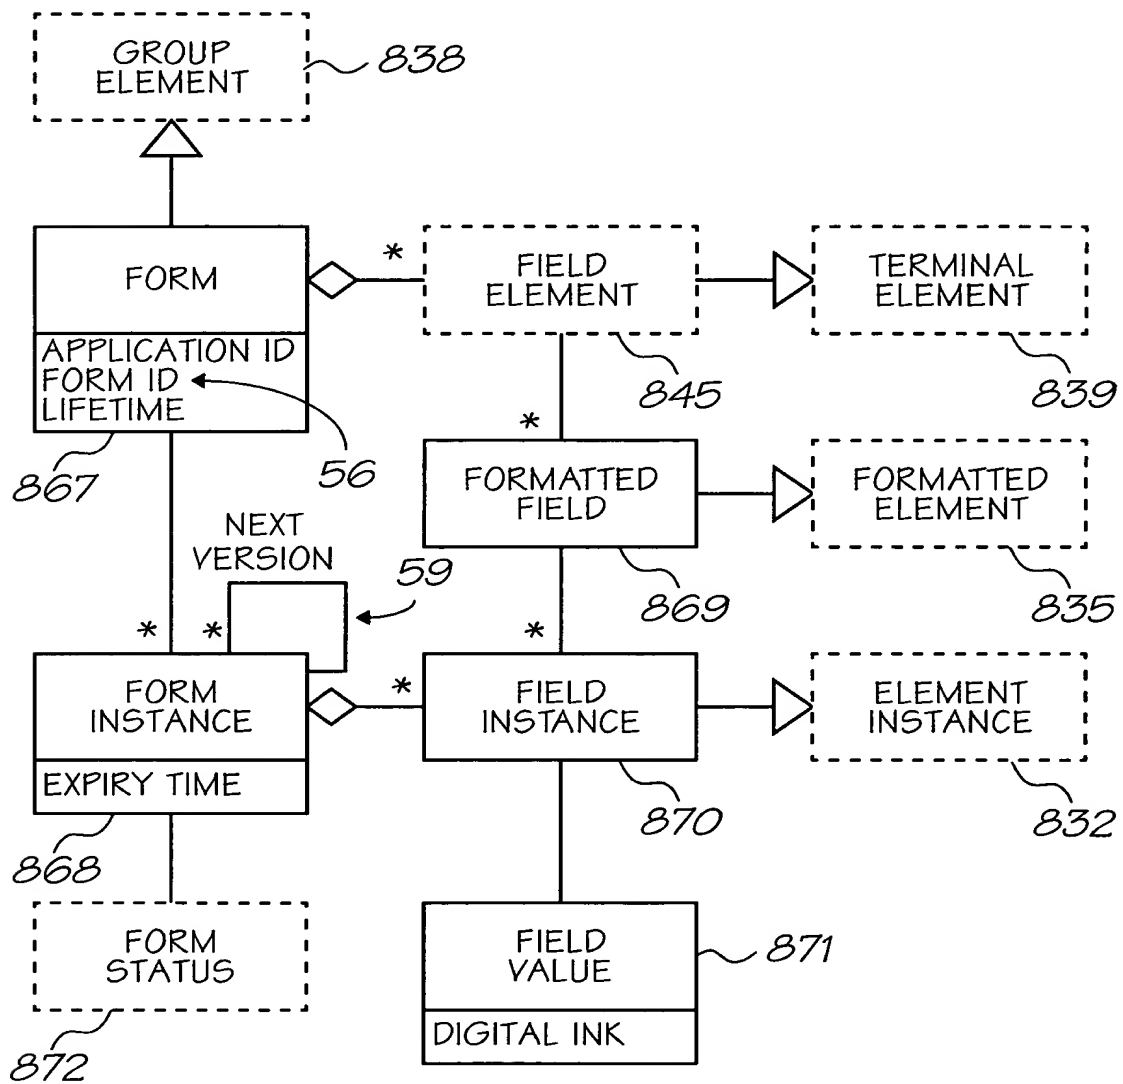 GROUP
ELEMENT
838
FORM
*
FIELD
ELEMENT
TERMINAL
ELEMENT
APPLICATION ID
FORM ID
LIFETIME
845
839
867
56
*
FORMATTED
FIELD
FORMATTED
ELEMENT
NEXT
VERSION
59
869
835
*
*
*
FORM
INSTANCE
*
FIELD
INSTANCE
ELEMENT
INSTANCE
EXPIRY TIME
870
832
868
FORM
STATUS
FIELD
VALUE
871
DIGITAL INK
872